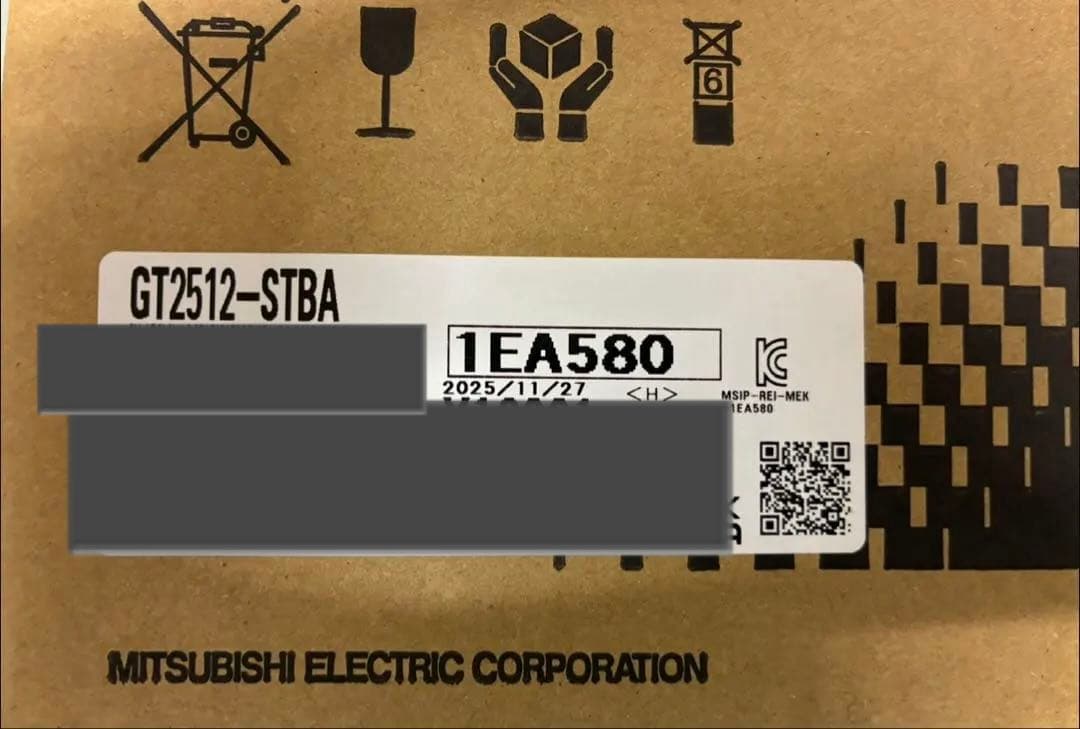 6
GT2512-STBA
1EA580
2025/11/27 <H>
MSIP-REI-MEK
1EA580
MITSUBISHI ELECTRIC CORPORATION